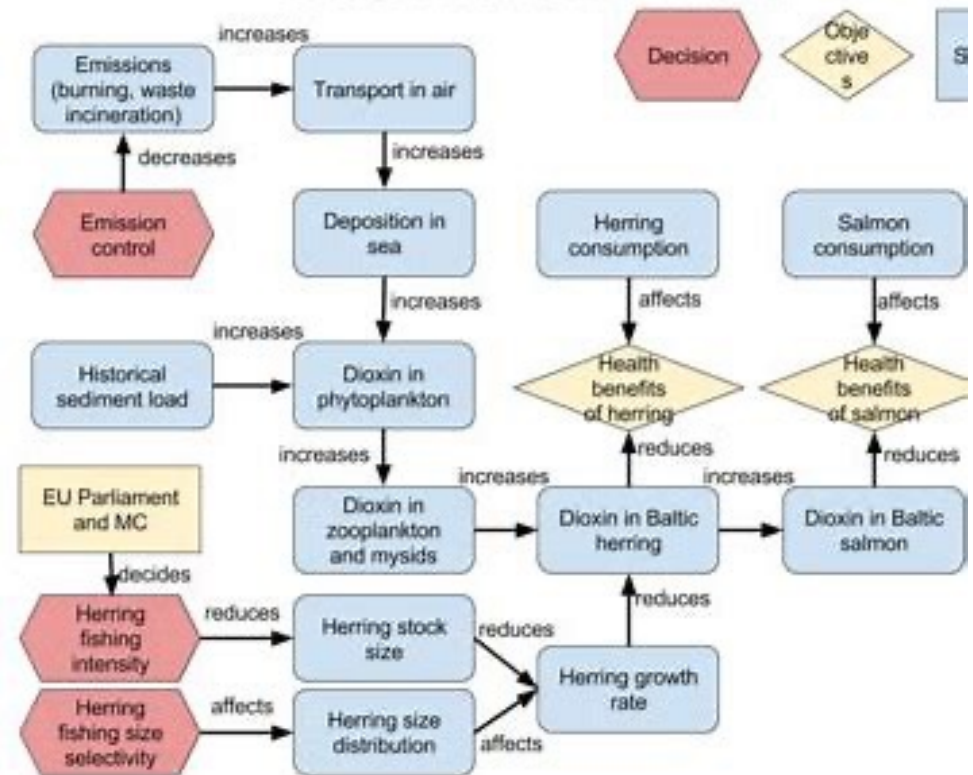 increases
Decision
Obje
ctive
s
Emissions
(burning, waste
incineration)
Transport in air
decreases
increases
Emission
control
Deposition in
sea
Herring
consumption
Salmon
consumption
increases
affects
affects
increases
Historical
sediment load
Dioxin in
phytoplankton
Health
benefits
of herring
Health
benefits
of salmon
increases
reduces
reduces
increases
increases
EU Parliament
and MC
Dioxin in
zooplankton
and mysids
Dioxin in Baltic
herring
Dioxin in Baltic
salmon
decides
reduces
Herring
fishing
intensity
reduces
Herring stock
size
reduces
Herring growth
rate
Herring
fishing size
selectivity
affects
Herring size
distribution
affects